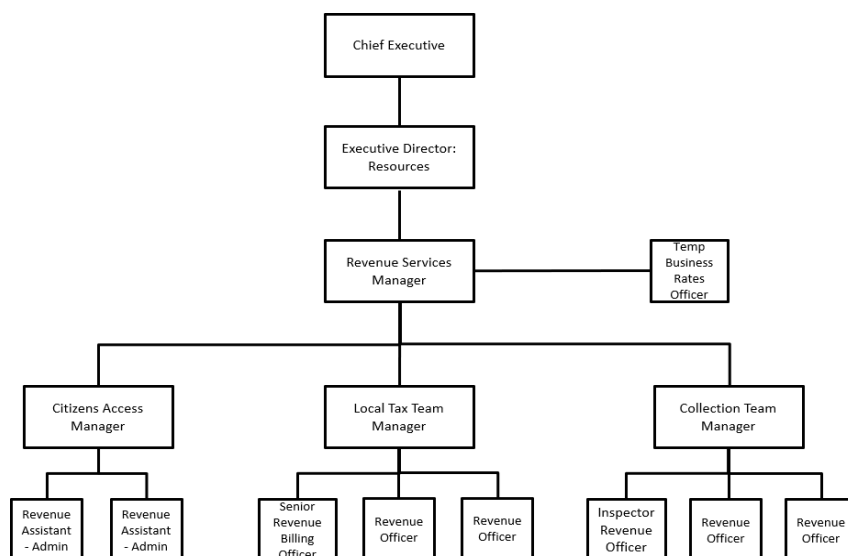 Chief Executive
Executive Director:
Resources
Revenue Services
Manager
Temp
Business
Rates
Officer
Citizens Access
Manager
Local Tax Team
Manager
Collection Team
Manager
Revenue
Assistant
- Admin
Revenue
Assistant
- Admin
Senior
Revenue
Billing
Officer
Revenue
Officer
Revenue
Officer
Inspector
Revenue
Officer
Revenue
Officer
Revenue
Officer